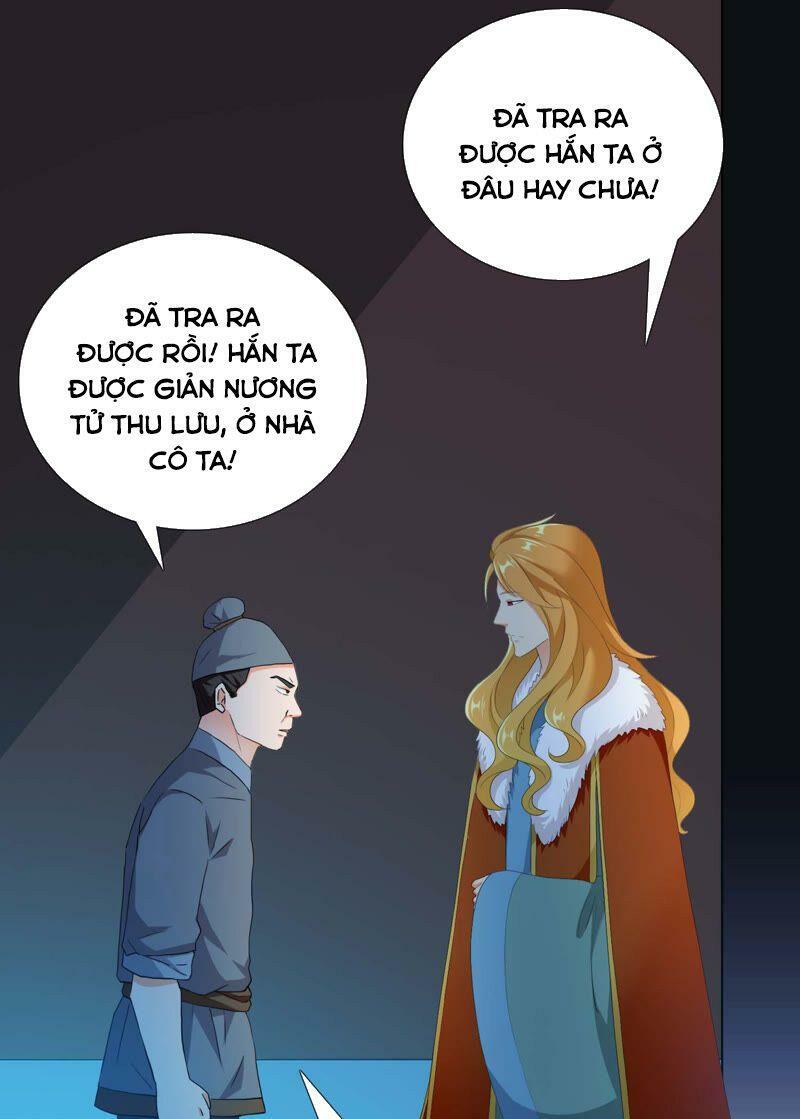 ĐÃ TRA RA
ĐƯỢC HẮN TA Ở
ĐÂU HAY CHƯA!
ĐÃ TRA RA
ĐƯỢC RỒI! HẮN TA
ĐƯỢC GIẢN NƯƠNG
TỬ THU LƯU, Ở NHÀ
CÔ TA!